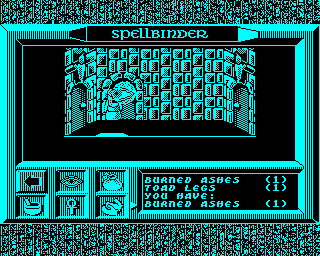 SPELLBINDER
BURNED ASHES (1)
TOAD LEGS (1)
YOU HAVE:
BURNED ASHES (1)